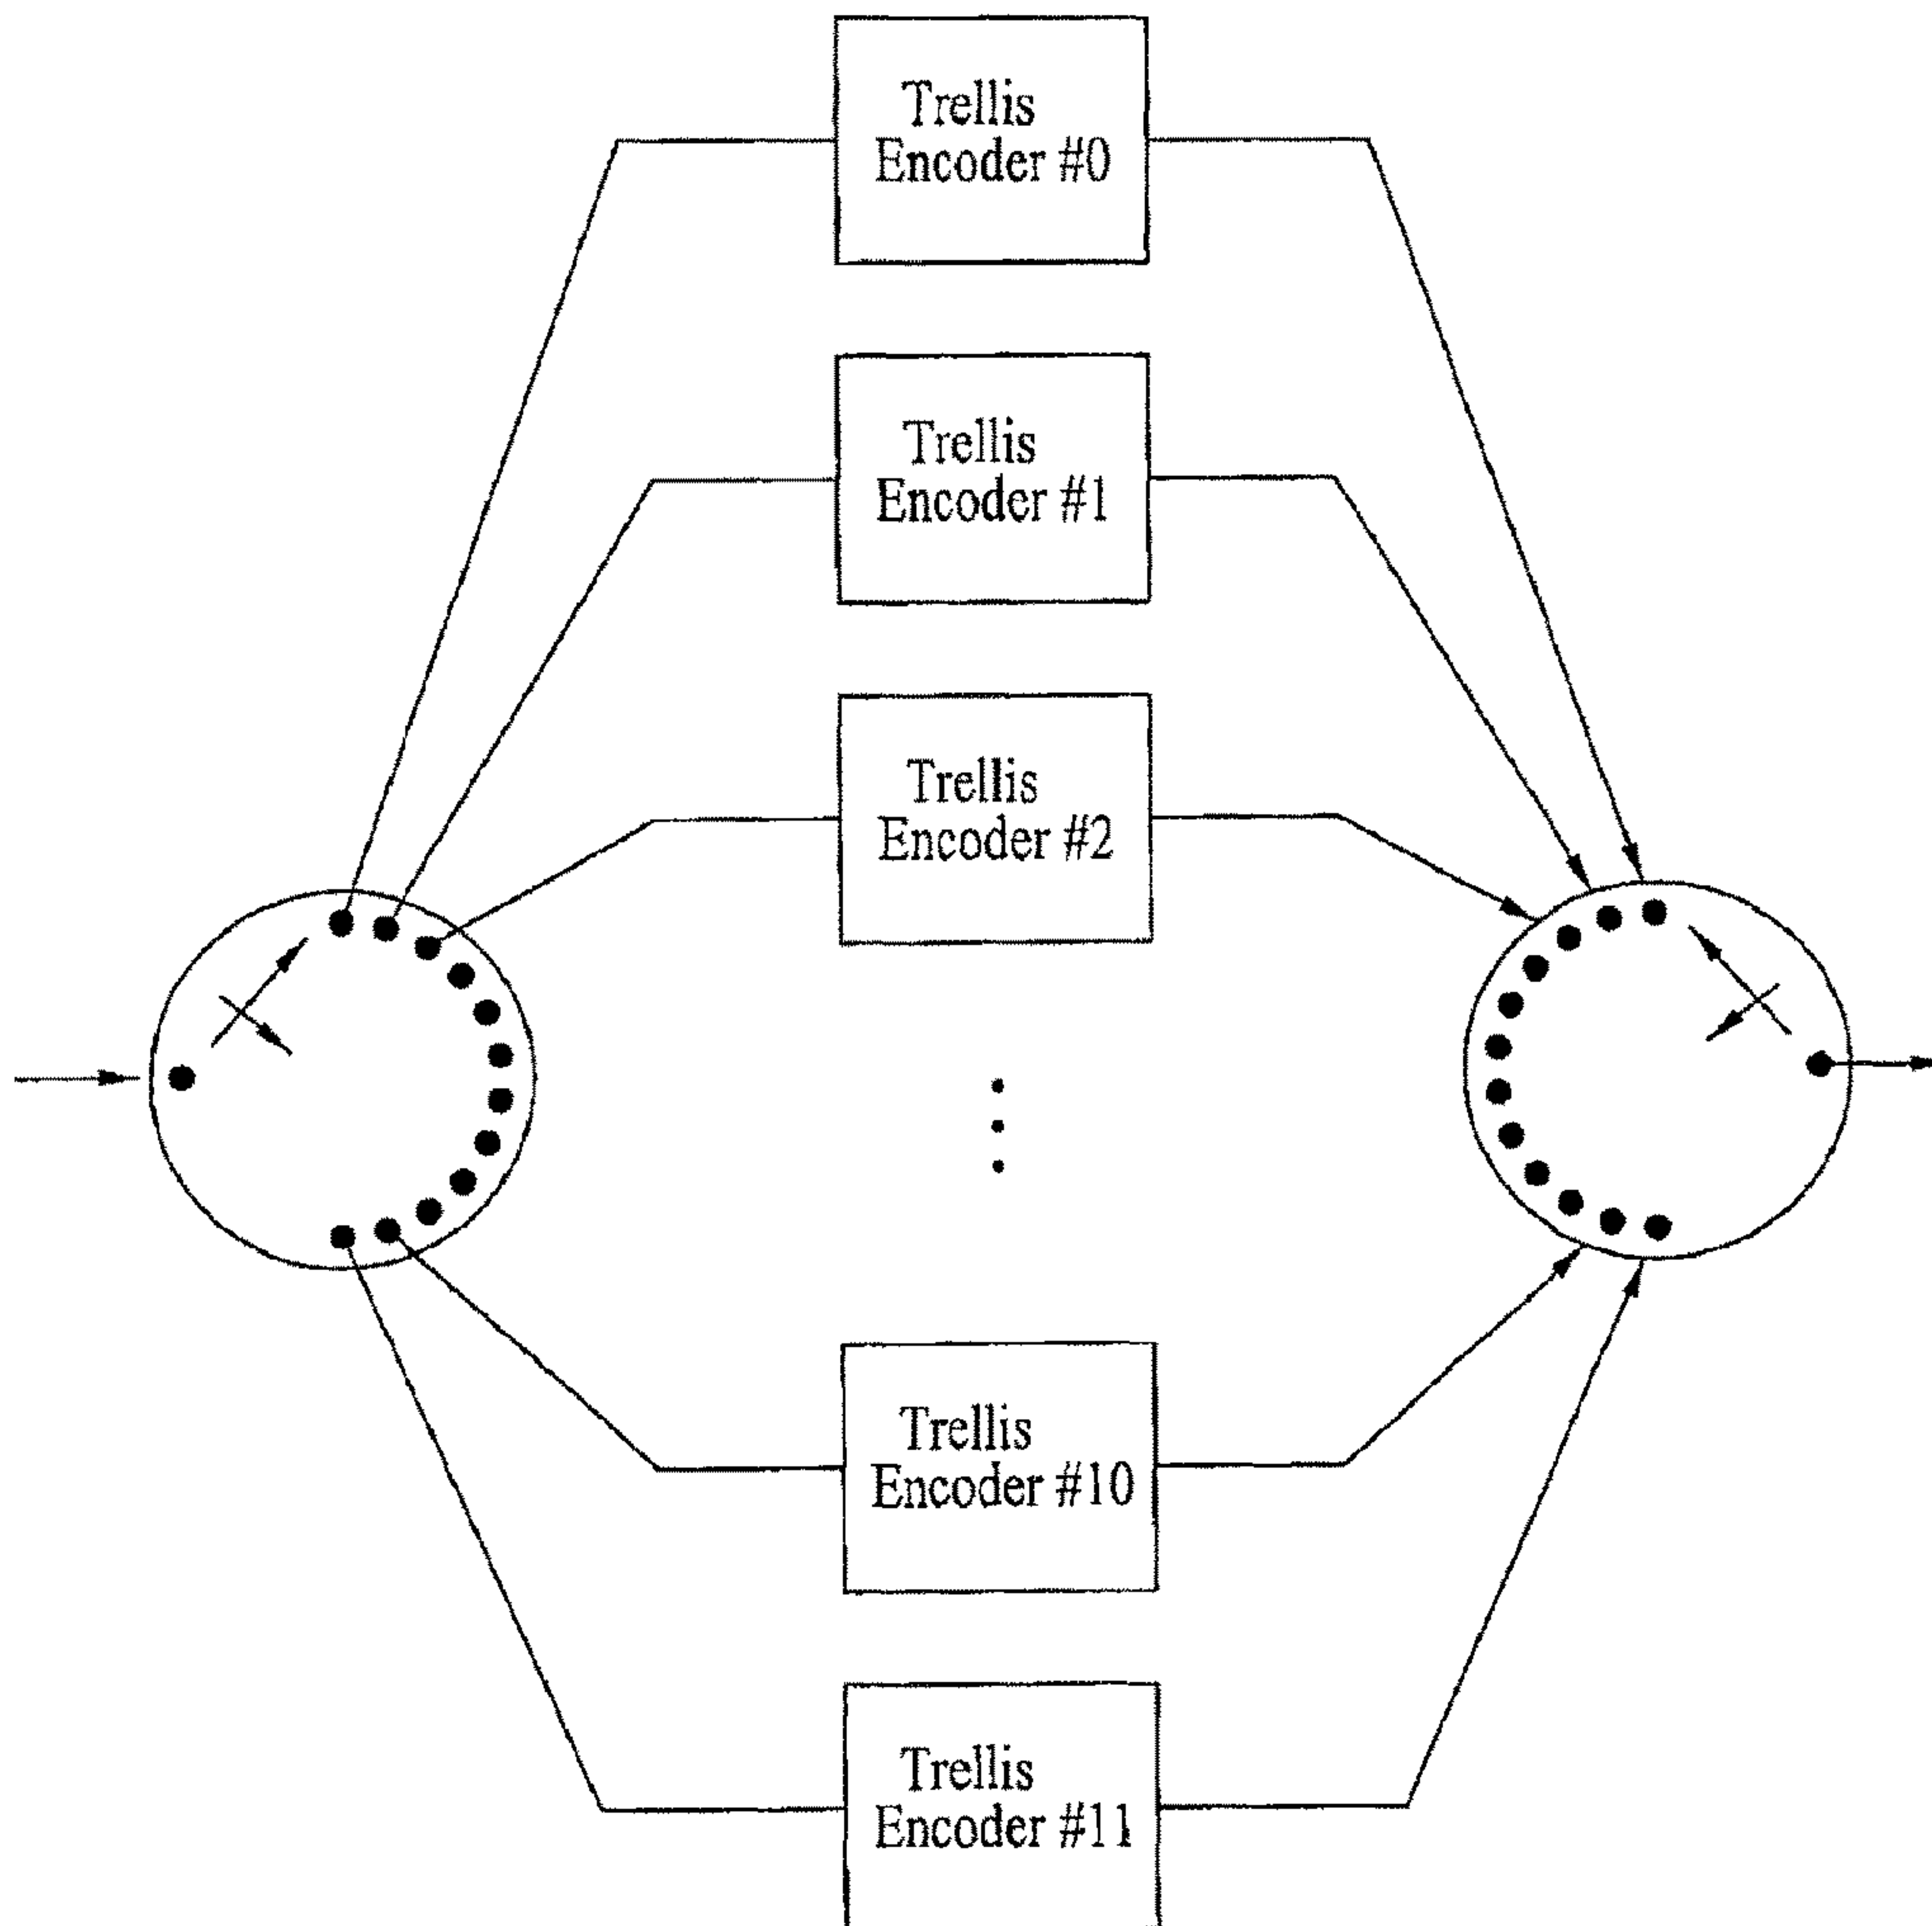 Trellis
Encoder #0
Trellis
Encoder #1
Trellis
Encoder #2
Trellis
Encoder #10
Trellis
Encoder #11